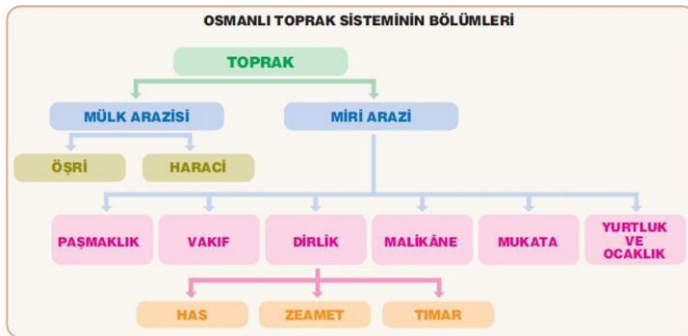 OSMANLI TOPRAK SİSTEMİNİN BÖLÜMLERİ
TOPRAK
MÜLK ARAZİSİ
MİRİ ARAZİ
ÖŞRİ
HARACİ
PAŞMAKLIK
VAKIF
DİRLİK
MALİKÂNE
MUKATA
YURTLUK
VE
OCAKLIK
HAS
ZEAMET
TIMAR